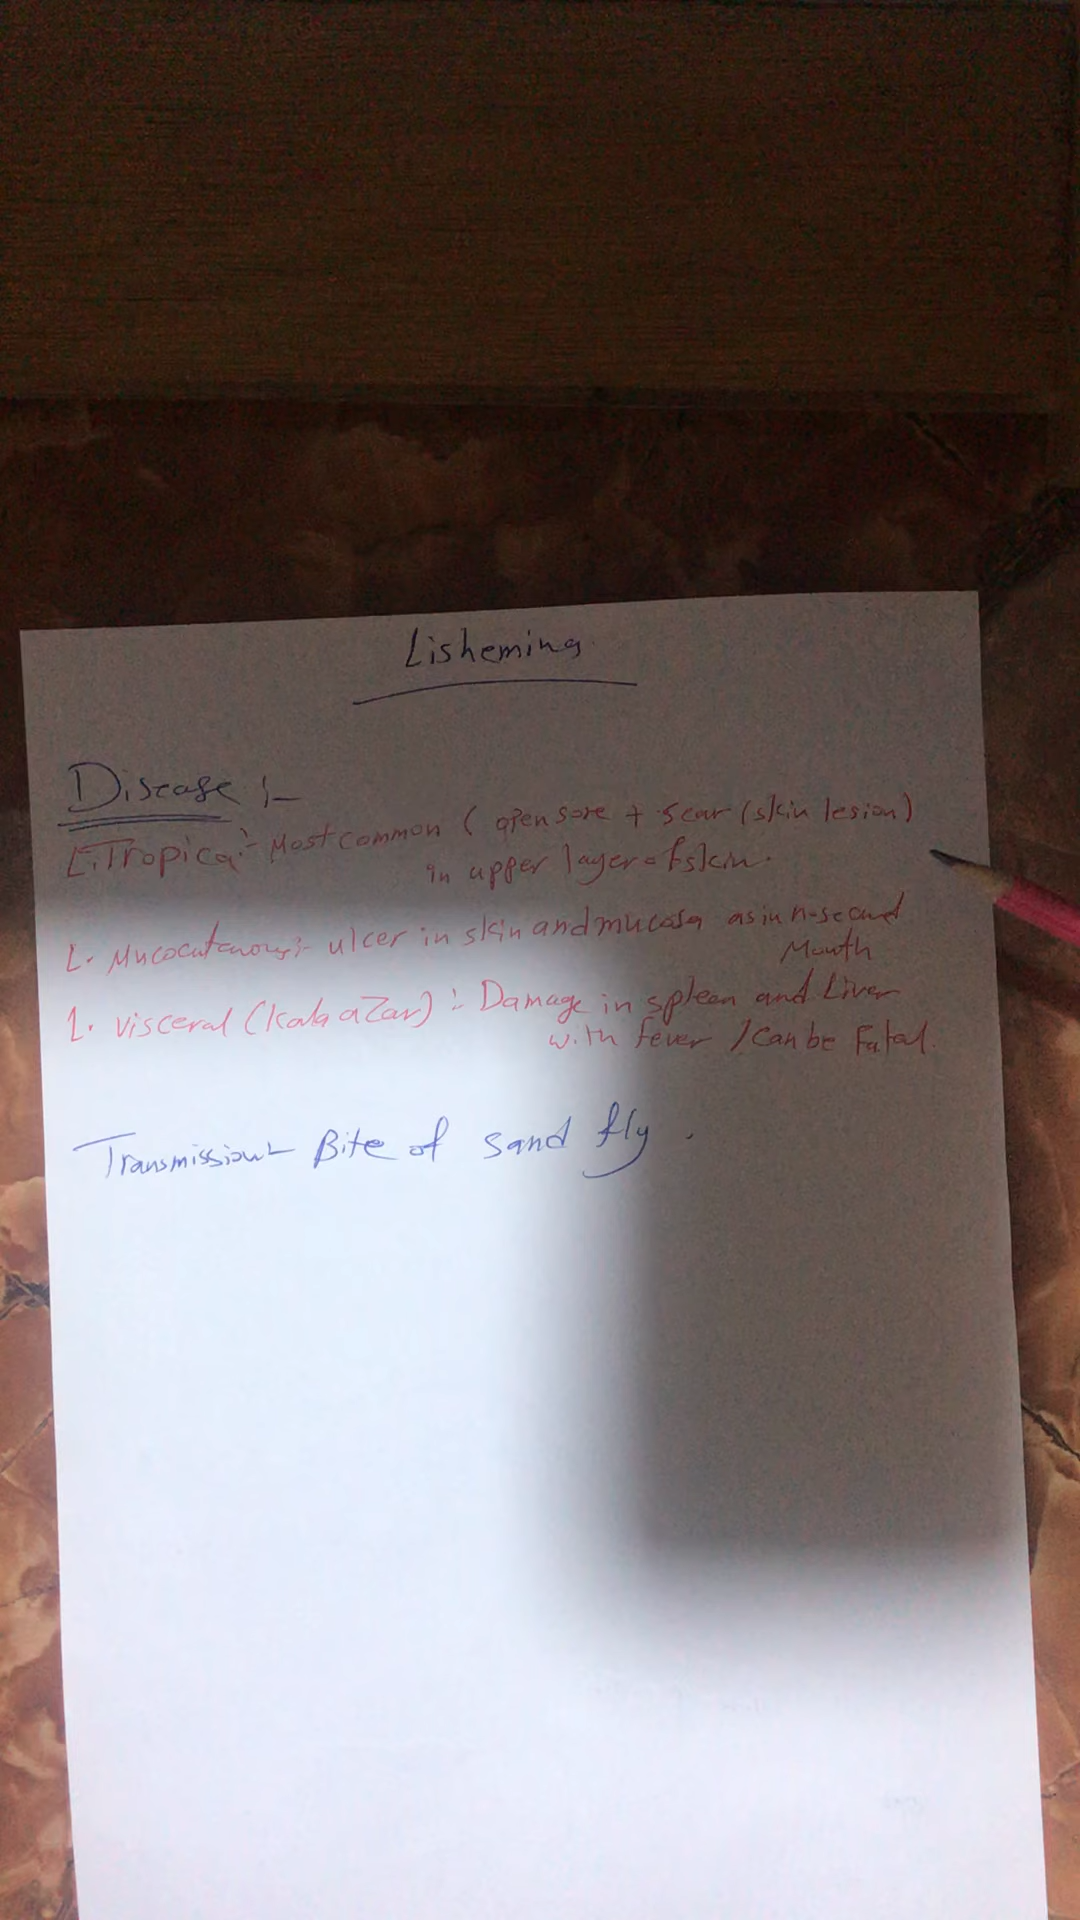 Lisheming
Disease :-
L.Tropica:- Most common ( open sore + scar (skin lesion)
in upper layer of skin.
L. Mucocutenous:- ulcer in skin and mucosa as in nose and
Mouth
L. visceral (kala aZar) :- Damage in spleen and Liver
with fever / Can be Fatal.
Transmission:- Bite of sand fly .